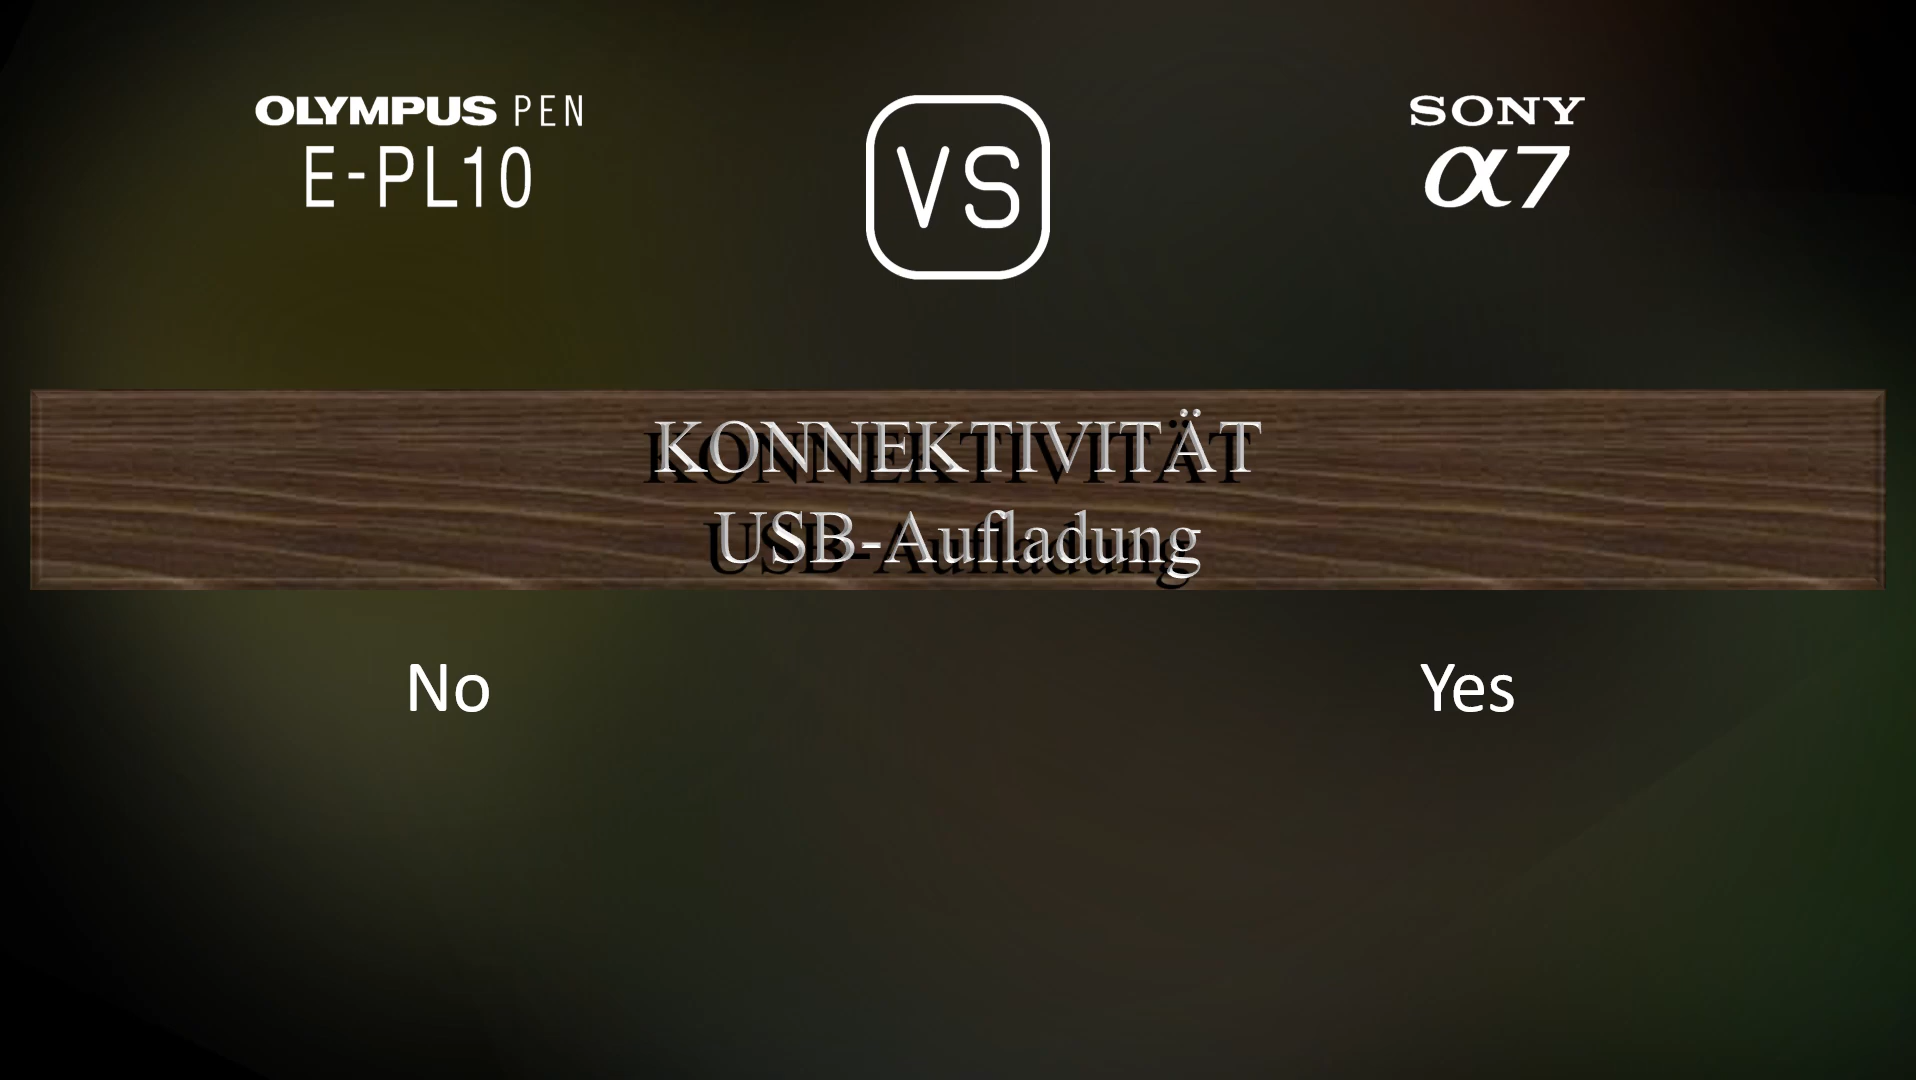 OLYMPUS PEN
E-PL10
VS
SONY
α7
KONNEKTIVITÄT
USB-Aufladung
No
Yes